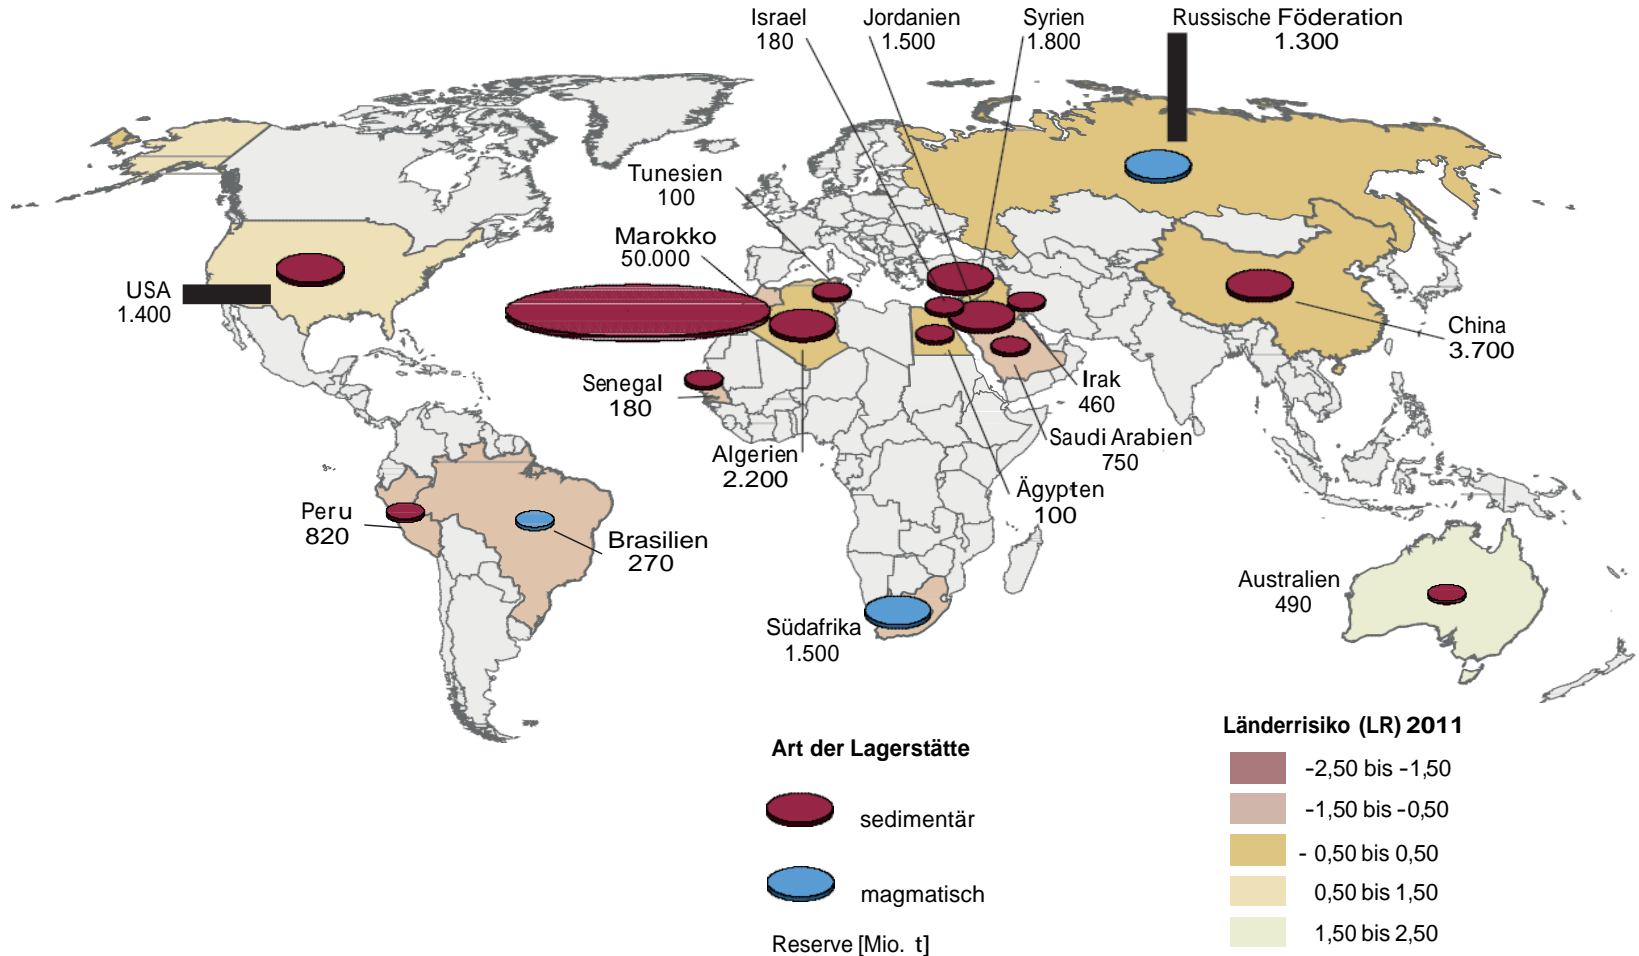 Israel
180
Jordanien
1.500
Syrien
1.800
Russische Föderation
1.300
Tunesien
100
Marokko
50.000
USA
1.400
China
3.700
Senegal
180
Irak
460
Saudi Arabien
750
Algerien
2.200
Ägypten
100
Peru
820
Brasilien
270
Australien
490
Südafrika
1.500
Art der Lagerstätte
sedimentär
magmatisch
Reserve [Mio. t]
Länderrisiko (LR) 2011
-2,50 bis -1,50
-1,50 bis -0,50
- 0,50 bis 0,50
0,50 bis 1,50
1,50 bis 2,50